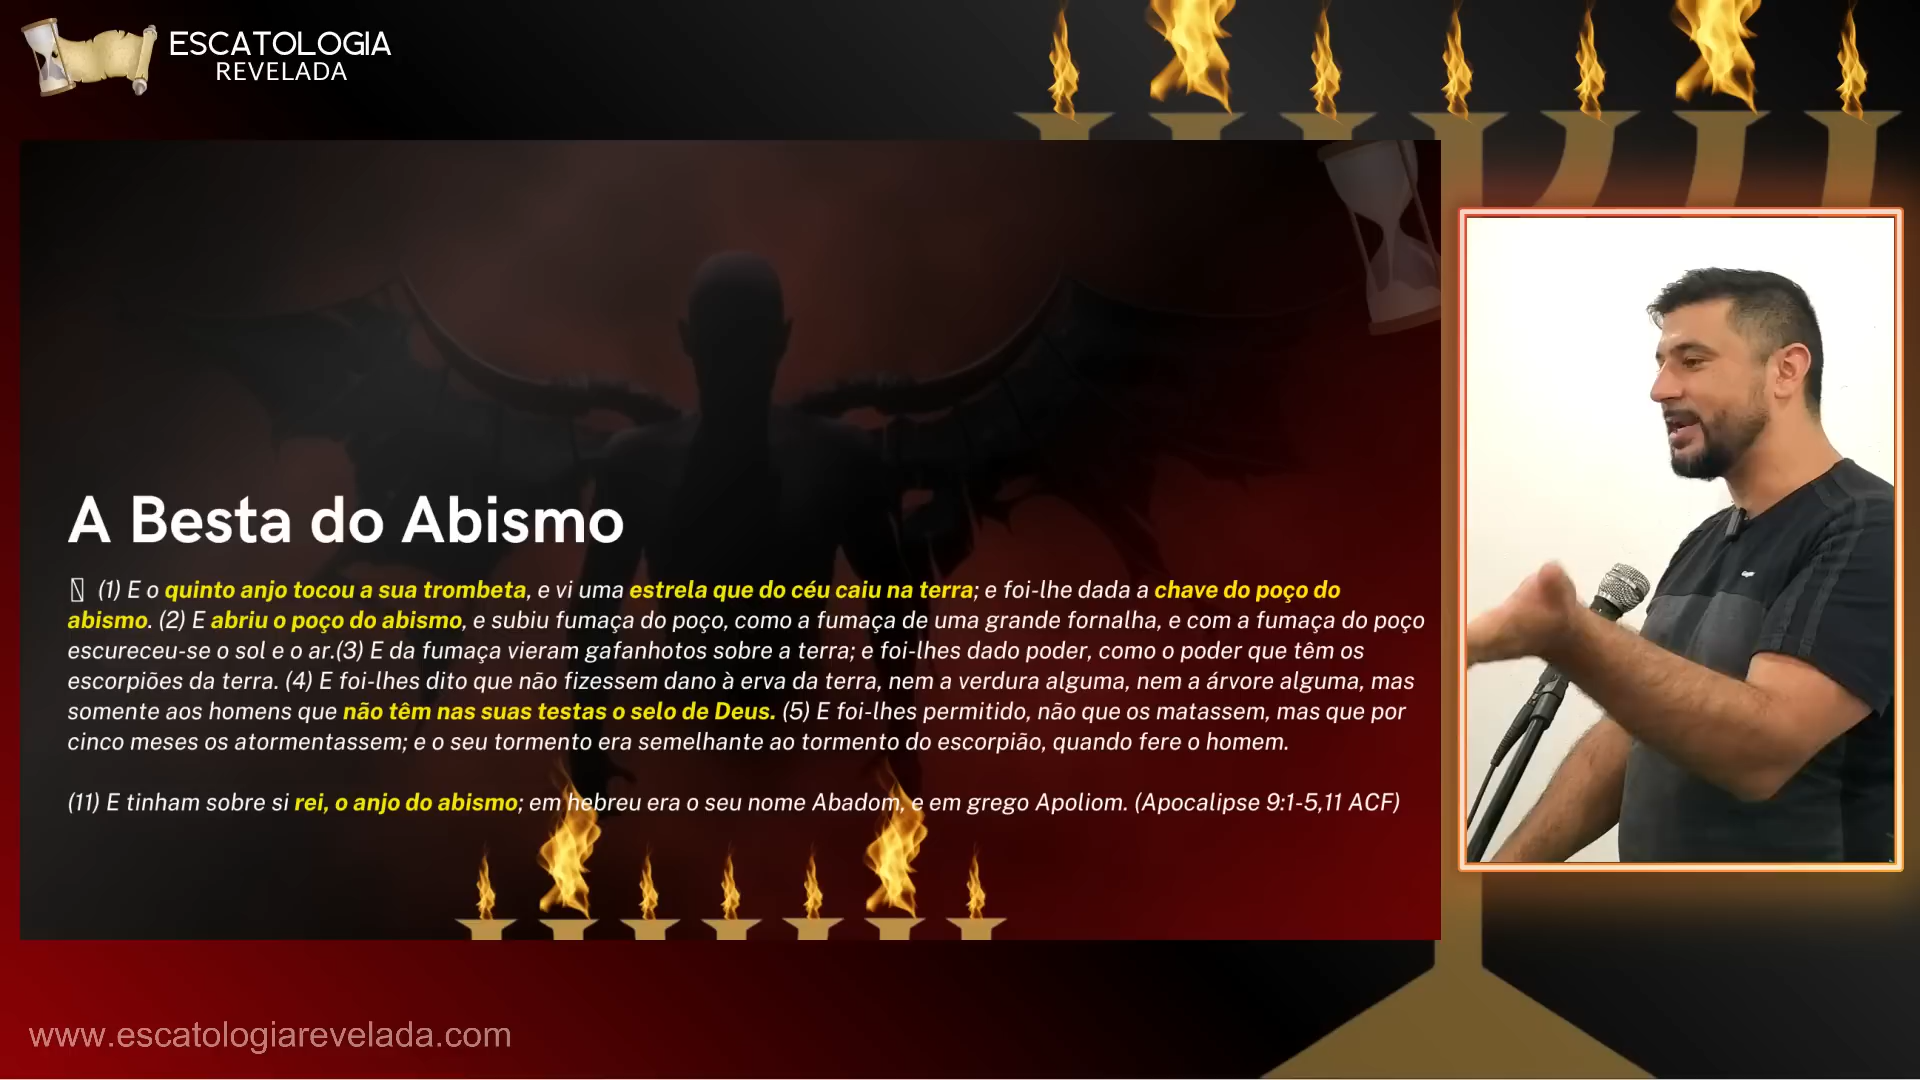 ESCATOLOGIA
REVELADA
A Besta do Abismo
(1) E o quinto anjo tocou a sua trombeta, e vi uma estrela que do céu caiu na terra; e foi-lhe dada a chave do poço do
abismo. (2) E abriu o poço do abismo, e subiu fumaça do poço, como a fumaça de uma grande fornalha, e com a fumaça do poço
escureceu-se o sol e o ar.(3) E da fumaça vieram gafanhotos sobre a terra; e foi-lhes dado poder, como o poder que têm os
escorpiões da terra. (4) E foi-lhes dito que não fizessem dano à erva da terra, nem a verdura alguma, nem a árvore alguma, mas
somente aos homens que não têm nas suas testas o selo de Deus. (5) E foi-lhes permitido, não que os matassem, mas que por
cinco meses os atormentassem; e o seu tormento era semelhante ao tormento do escorpião, quando fere o homem.
(11) E tinham sobre si rei, o anjo do abismo; em hebreu era o seu nome Abadom, e em grego Apoliom. (Apocalipse 9:1-5,11 ACF)
www.escatologiarevelada.com